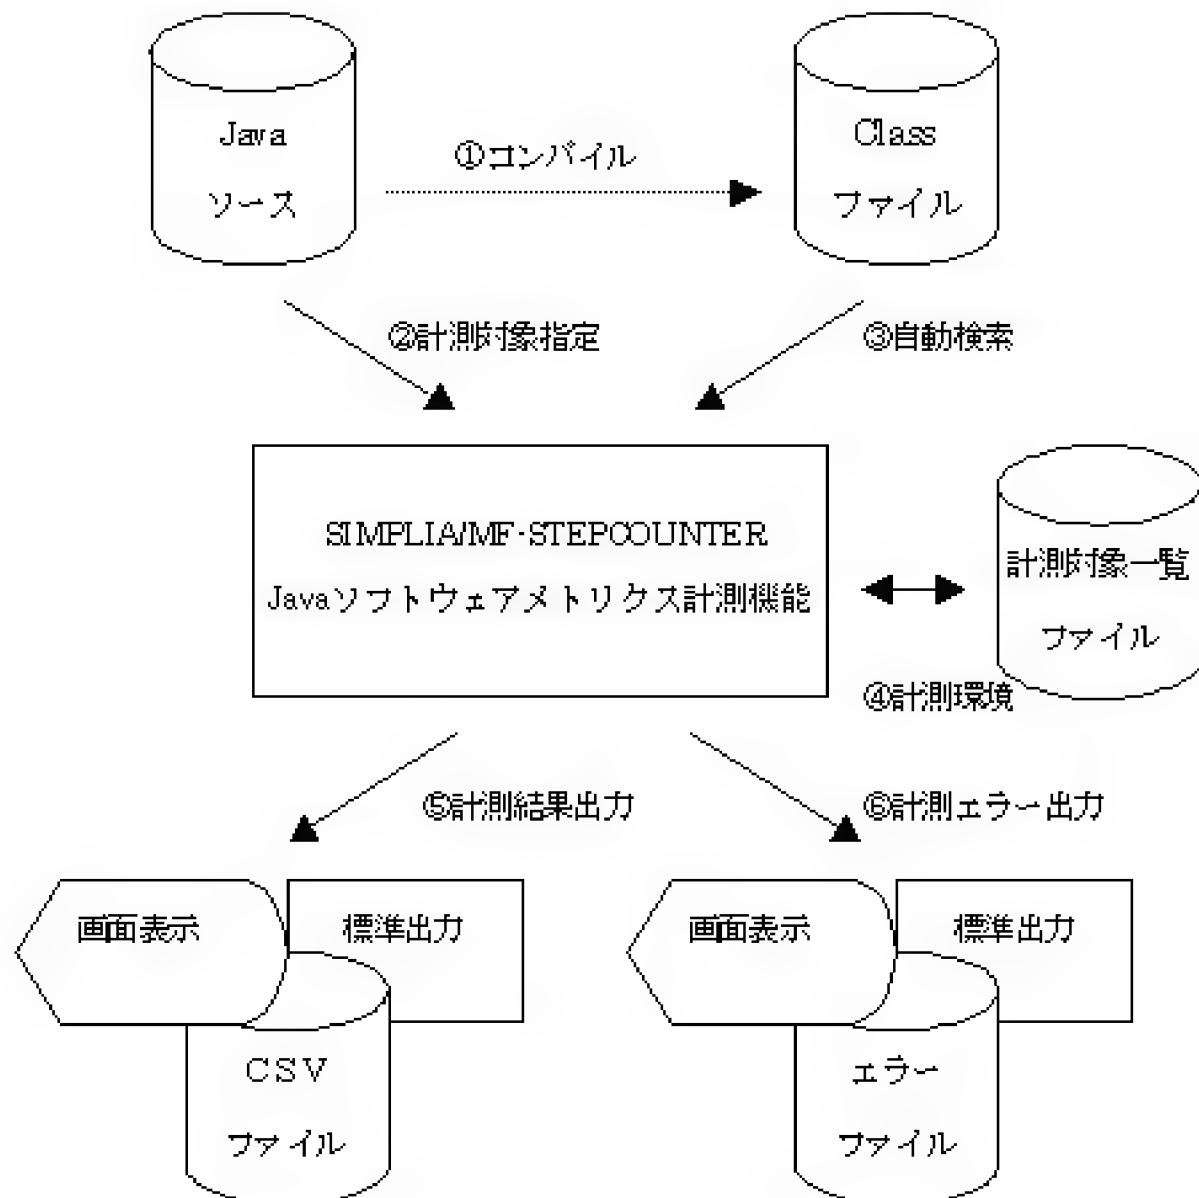 Java
ソース
①コンパイル
Class
ファイル
②計測対象指定
③自動検索
SIMPLIA/MF-STEPCOUNTER
Javaソフトウェアメトリクス計測機能
計測対象一覧
ファイル
④計測環境
⑤計測結果出力
⑥計測エラー出力
画面表示
標準出力
CSV
ファイル
画面表示
標準出力
エラー
ファイル